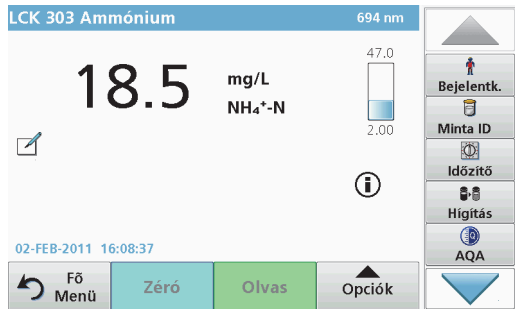 LCK 303 Ammónium 694 nm
47.0
18.5 mg/L
NH₄⁺-N
2.00
02-FEB-2011 16:08:37
Fő Menü
Zéró
Olvas
Opciók
Bejelentk.
Minta ID
Időzítő
Hígítás
AQA